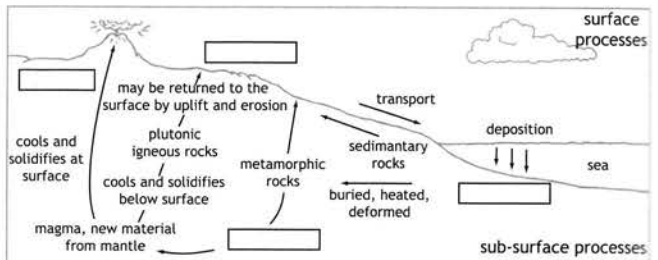 surface
processes
may be returned to the
surface by uplift and erosion
transport
deposition
cools and
solidifies at
surface
plutonic
igneous rocks
sedimantary
rocks
metamorphic
rocks
sea
cools and solidifies
below surface
buried, heated,
deformed
magma, new material
from mantle
sub-surface processes